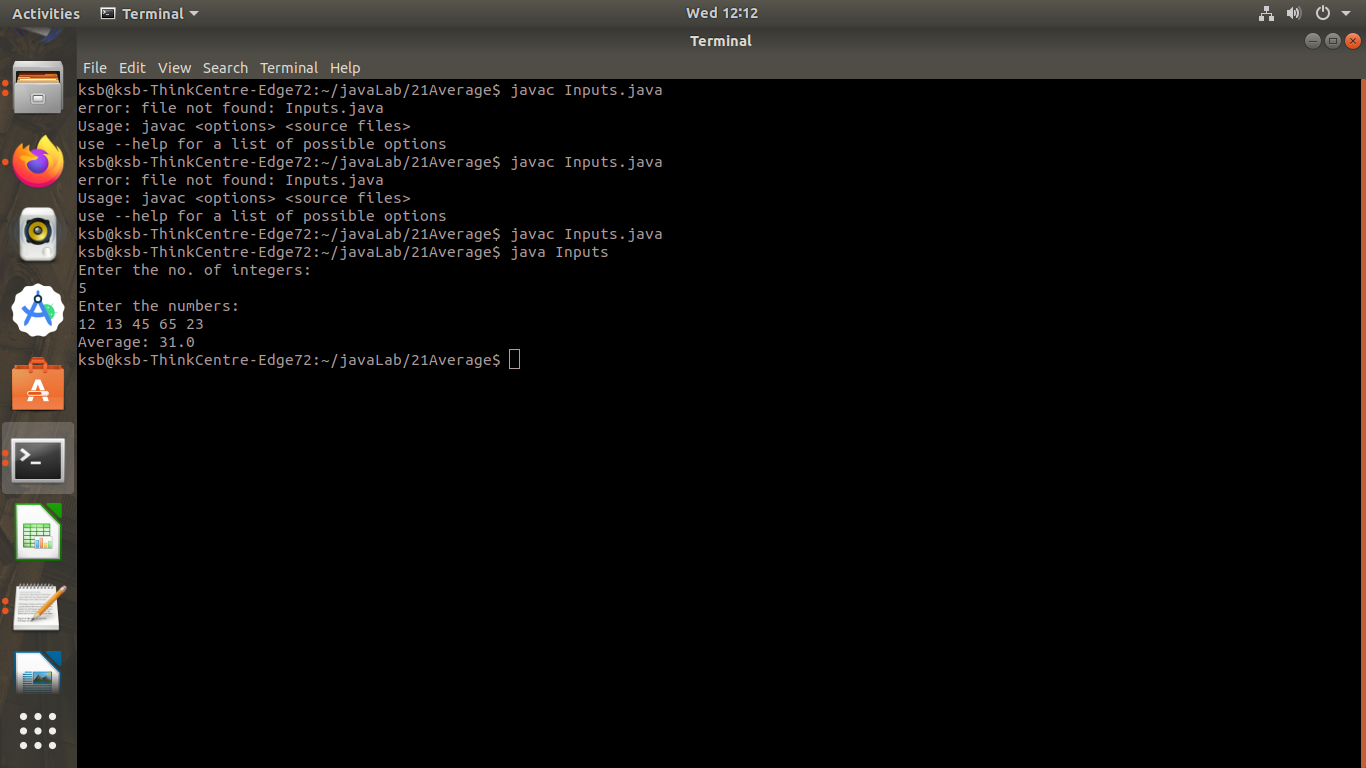 Activities Terminal Wed 12:12
Terminal
File Edit View Search Terminal Help
ksb@ksb-ThinkCentre-Edge72:~/javaLab/21Average$ javac Inputs.java
error: file not found: Inputs.java
Usage: javac <options> <source files>
use --help for a list of possible options
ksb@ksb-ThinkCentre-Edge72:~/javaLab/21Average$ javac Inputs.java
error: file not found: Inputs.java
Usage: javac <options> <source files>
use --help for a list of possible options
ksb@ksb-ThinkCentre-Edge72:~/javaLab/21Average$ javac Inputs.java
ksb@ksb-ThinkCentre-Edge72:~/javaLab/21Average$ java Inputs
Enter the no. of integers:
5
Enter the numbers:
12 13 45 65 23
Average: 31.0
ksb@ksb-ThinkCentre-Edge72:~/javaLab/21Average$